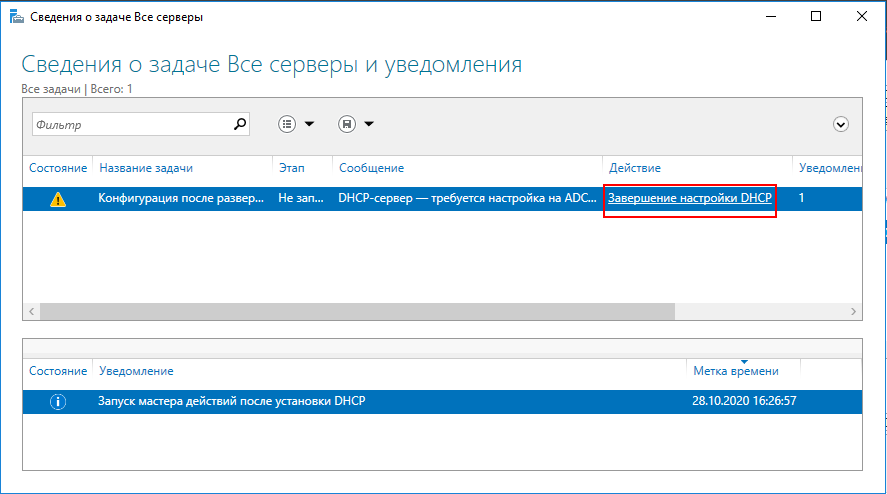 Сведения о задаче Все серверы
Сведения о задаче Все серверы и уведомления
Все задачи | Всего: 1
Фильтр
Состояние Название задачи Этап Сообщение Действие Уведомлен
Конфигурация после развер... Не зап... DHCP-сервер — требуется настройка на ADC... Завершение настройки DHCP 1
Состояние Уведомление Метка времени
Запуск мастера действий после установки DHCP 28.10.2020 16:26:57